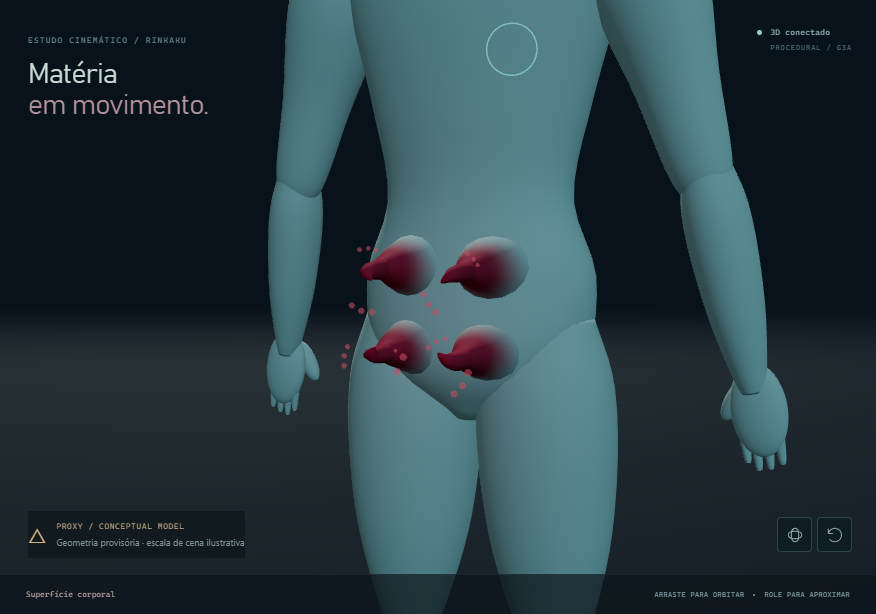 ESTUDO CINEMÁTICO / RINKAKU
Matéria
em movimento.
3D conectado
PROCEDURAL / G3A
PROXY / CONCEPTUAL MODEL
Geometria provisória · escala de cena ilustrativa
Superfície corporal
ARRASTE PARA ORBITAR • ROLE PARA APROXIMAR